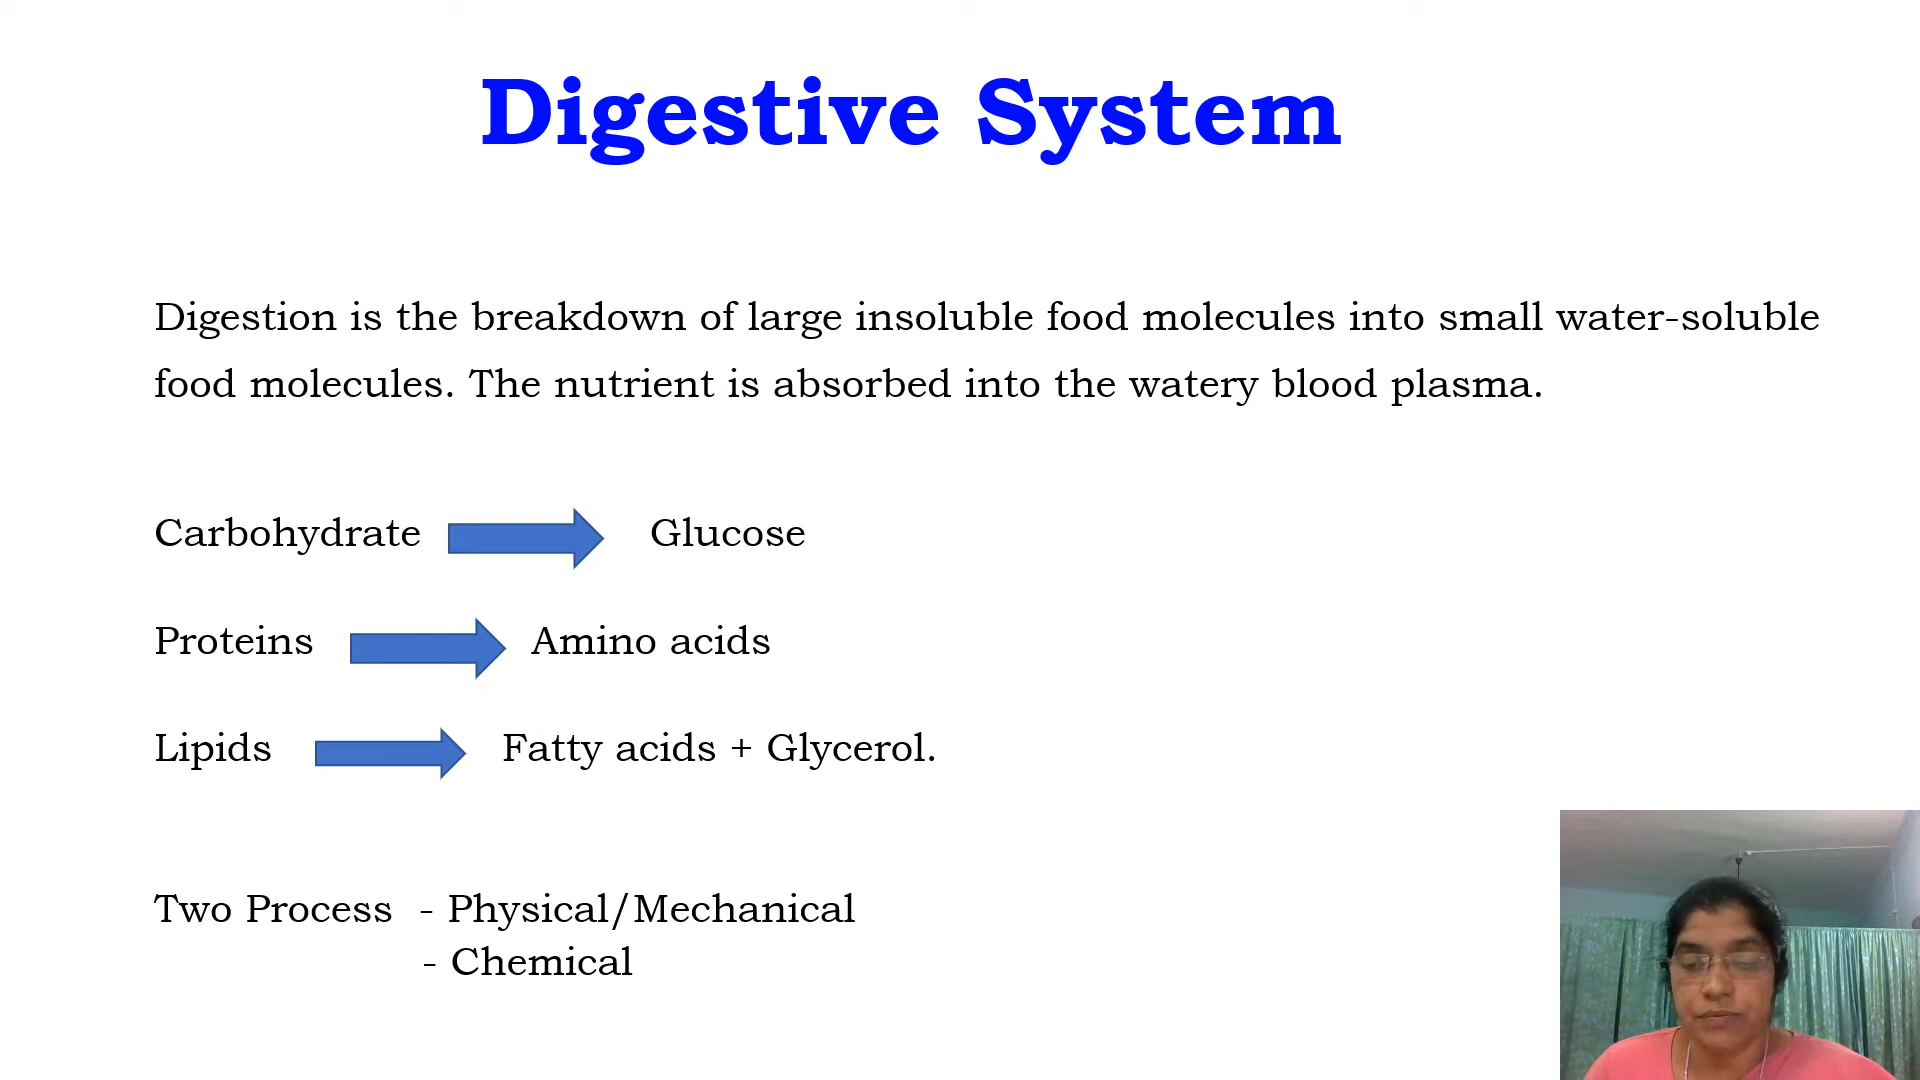 Digestive System
Digestion is the breakdown of large insoluble food molecules into small water-soluble
food molecules. The nutrient is absorbed into the watery blood plasma.
Carbohydrate Glucose
Proteins Amino acids
Lipids Fatty acids + Glycerol.
Two Process - Physical/Mechanical
- Chemical